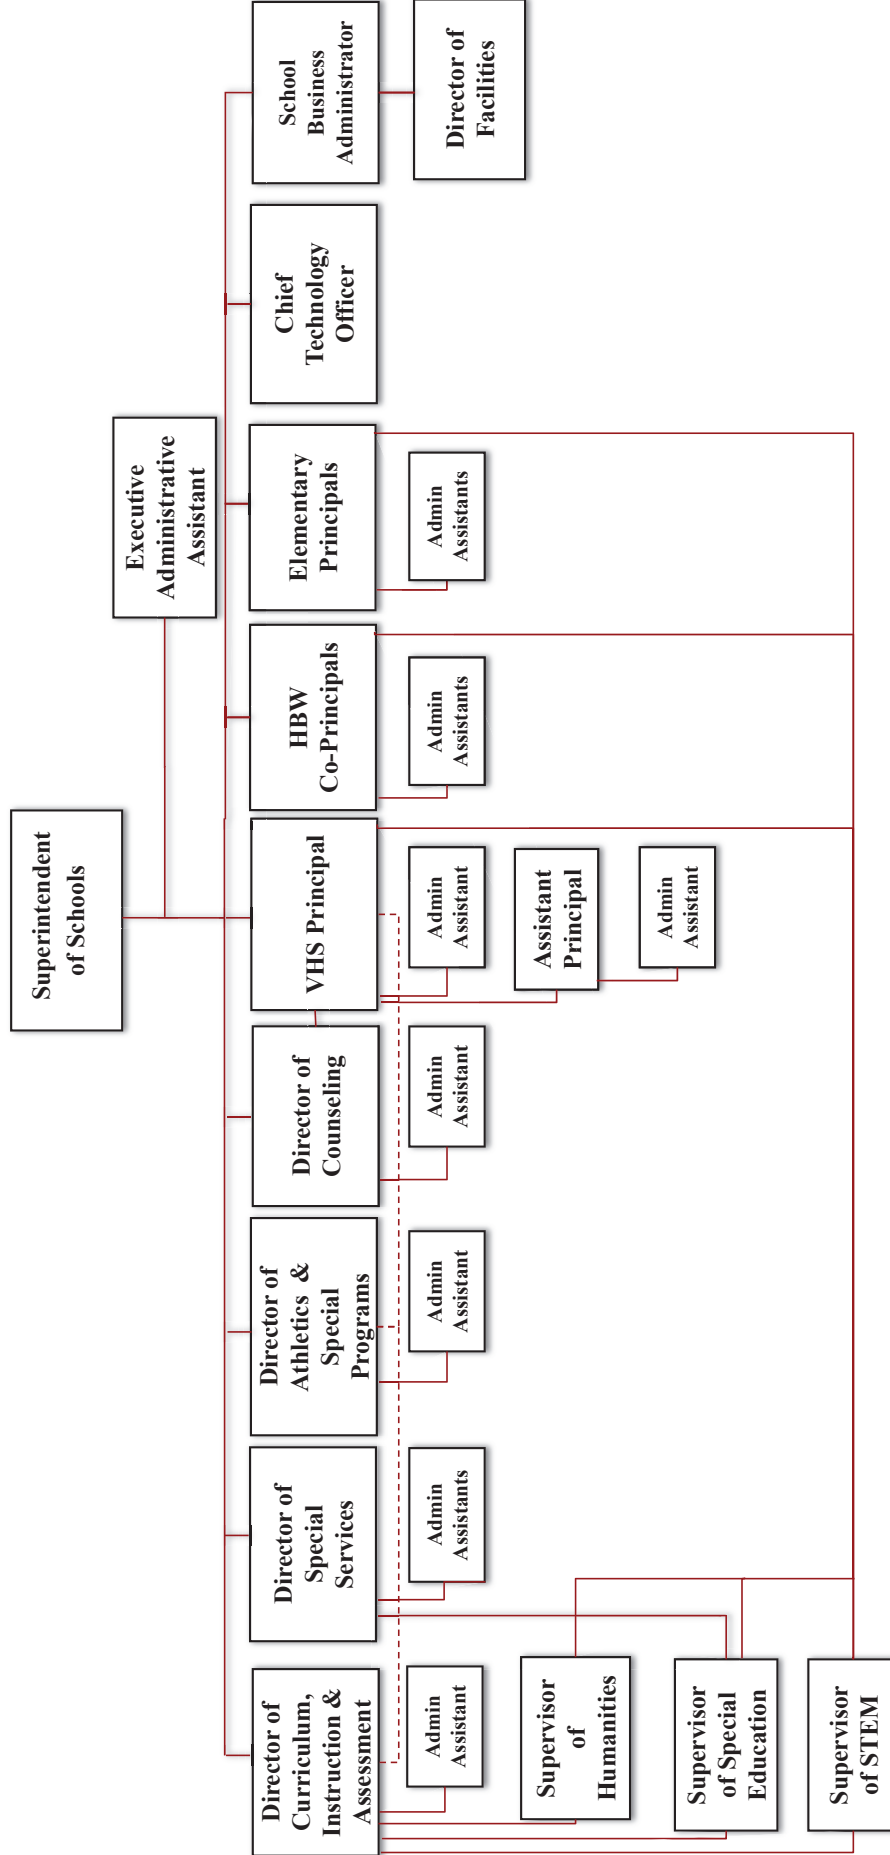 Superintendent
of Schools
Executive
Administrative
Assistant
Director of
Curriculum,
Instruction &
Assessment
Director of
Special
Services
Director of
Athletics &
Special
Programs
Director of
Counseling
VHS Principal
HBW
Co-Principals
Elementary
Principals
Chief
Technology
Officer
School
Business
Administrator
Admin
Assistant
Admin
Assistants
Admin
Assistant
Admin
Assistant
Admin
Assistant
Admin
Assistants
Admin
Assistants
Director of
Facilities
Supervisor
of
Humanities
Assistant
Principal
Supervisor
of Special
Education
Admin
Assistant
Supervisor
of STEM